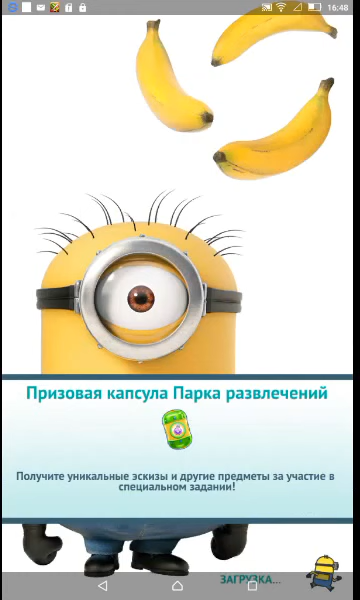 16:48
Призовая капсула Парка развлечений
Получите уникальные эскизы и другие предметы за участие в
специальном задании!
ЗАГРУЗКА...